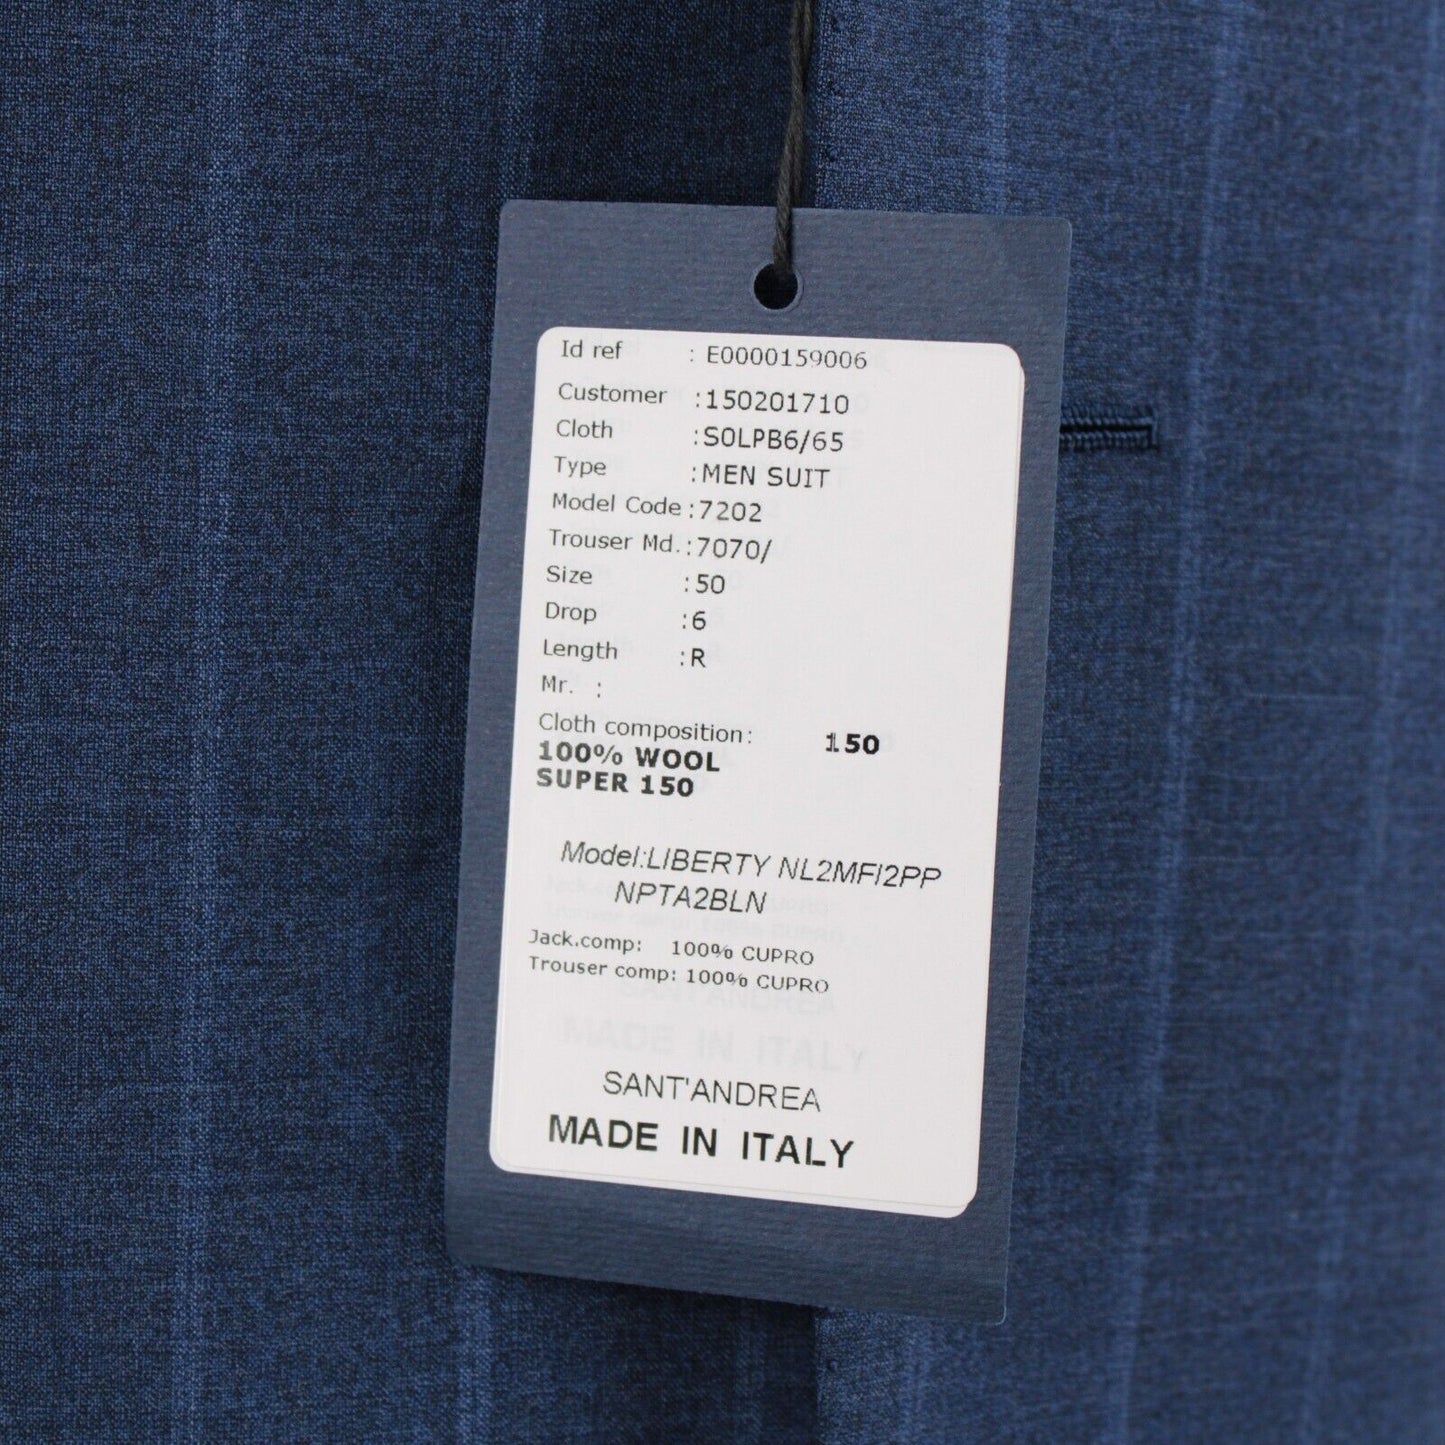 Id ref : E0000159006
Customer :150201710
Cloth :S0LPB6/65
Type :MEN SUIT
Model Code :7202
Trouser Md. :7070/
Size :50
Drop :6
Length :R
Mr. :
Cloth composition: 150
100% WOOL
SUPER 150
Model:LIBERTY NL2MFI2PP
NPTA2BLN
Jack.comp: 100% CUPRO
Trouser comp: 100% CUPRO
SANT'ANDREA
MADE IN ITALY